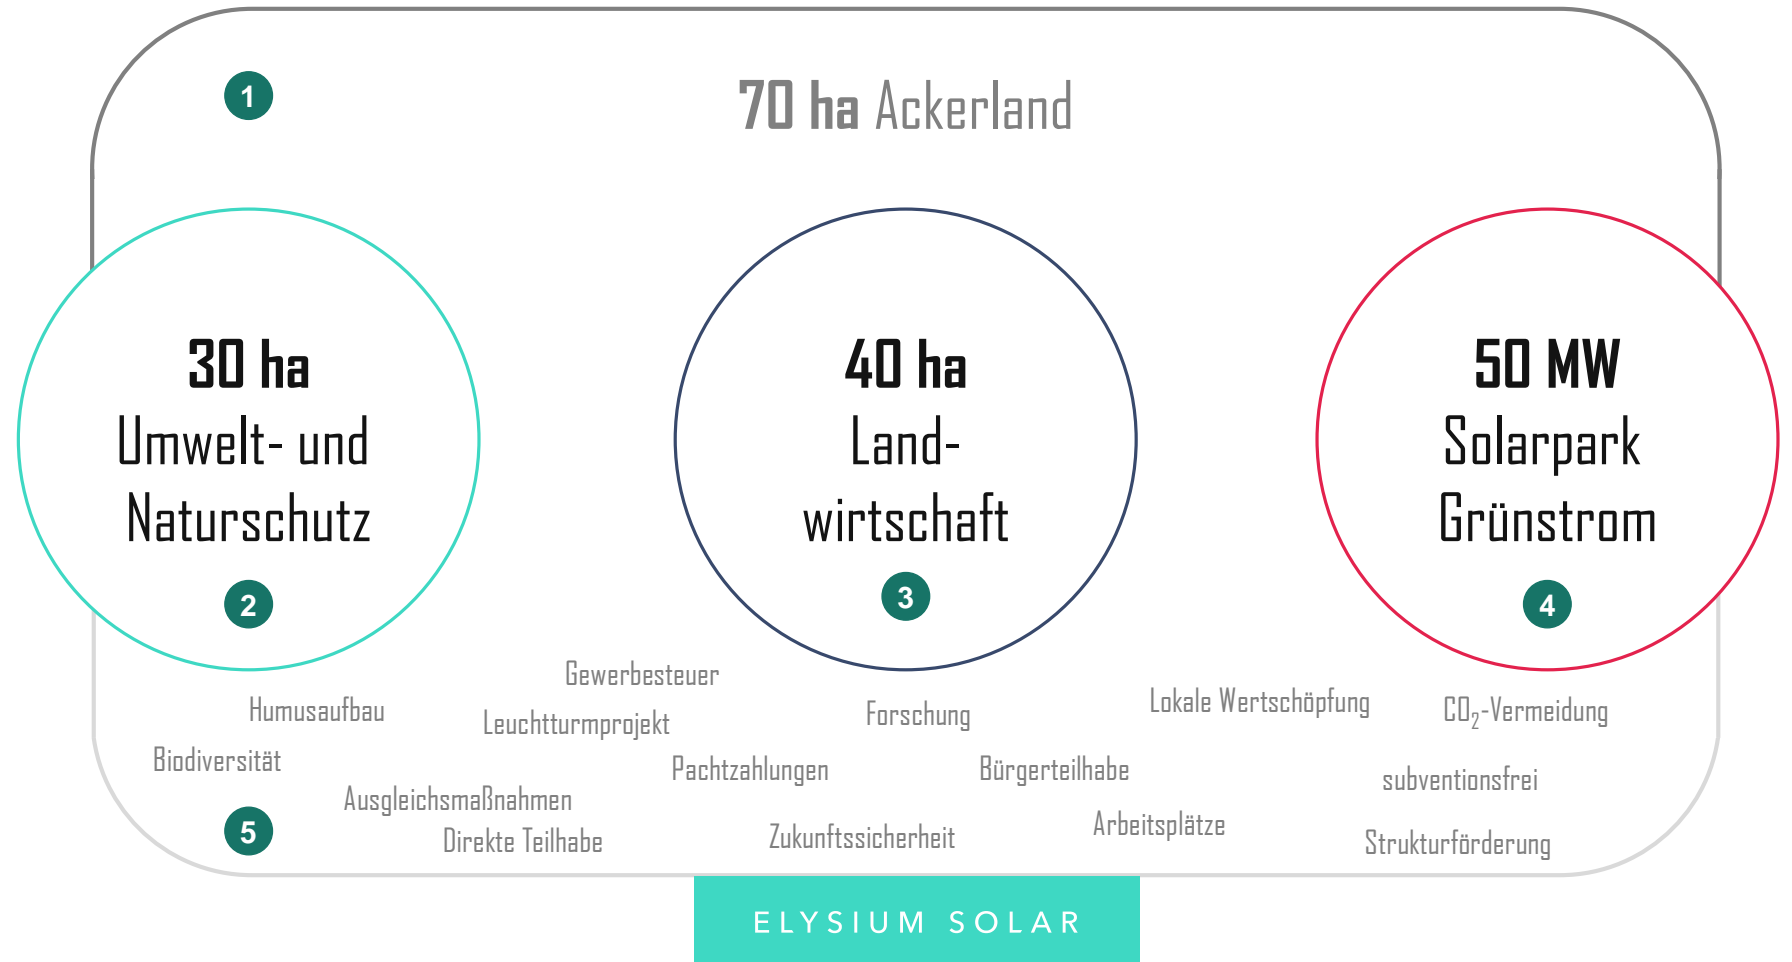 1
70 ha Ackerland
30 ha
Umwelt- und
Naturschutz
2
40 ha
Land-
wirtschaft
3
50 MW
Solarpark
Grünstrom
4
Gewerbesteuer
Humusaufbau
Leuchtturmprojekt
Forschung
Lokale Wertschöpfung
CO₂-Vermeidung
Biodiversität
Pachtzahlungen
Bürgerteilhabe
subventionsfrei
Ausgleichsmaßnahmen
5
Direkte Teilhabe
Zukunftssicherheit
Arbeitsplätze
Strukturförderung
ELYSIUM SOLAR